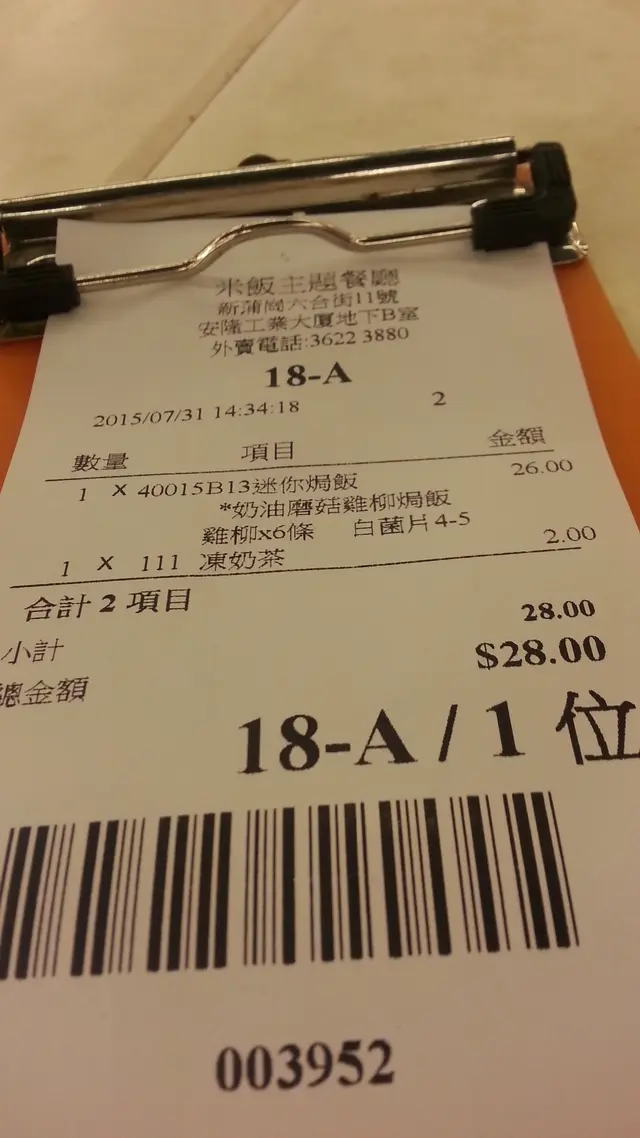 米飯主題餐廳
新蒲崗六合街11號
安隆工業大廈地下B室
外賣電話:3622 3880
18-A
2015/07/31 14:34:18 2
數量 項目 金額
1 X 40015B13迷你焗飯 26.00
*奶油磨菇雞柳焗飯
雞柳x6條 白菌片4-5
1 X 111 凍奶茶 2.00
合計 2 項目
小計 28.00
總金額 $28.00
18-A / 1 位
003952